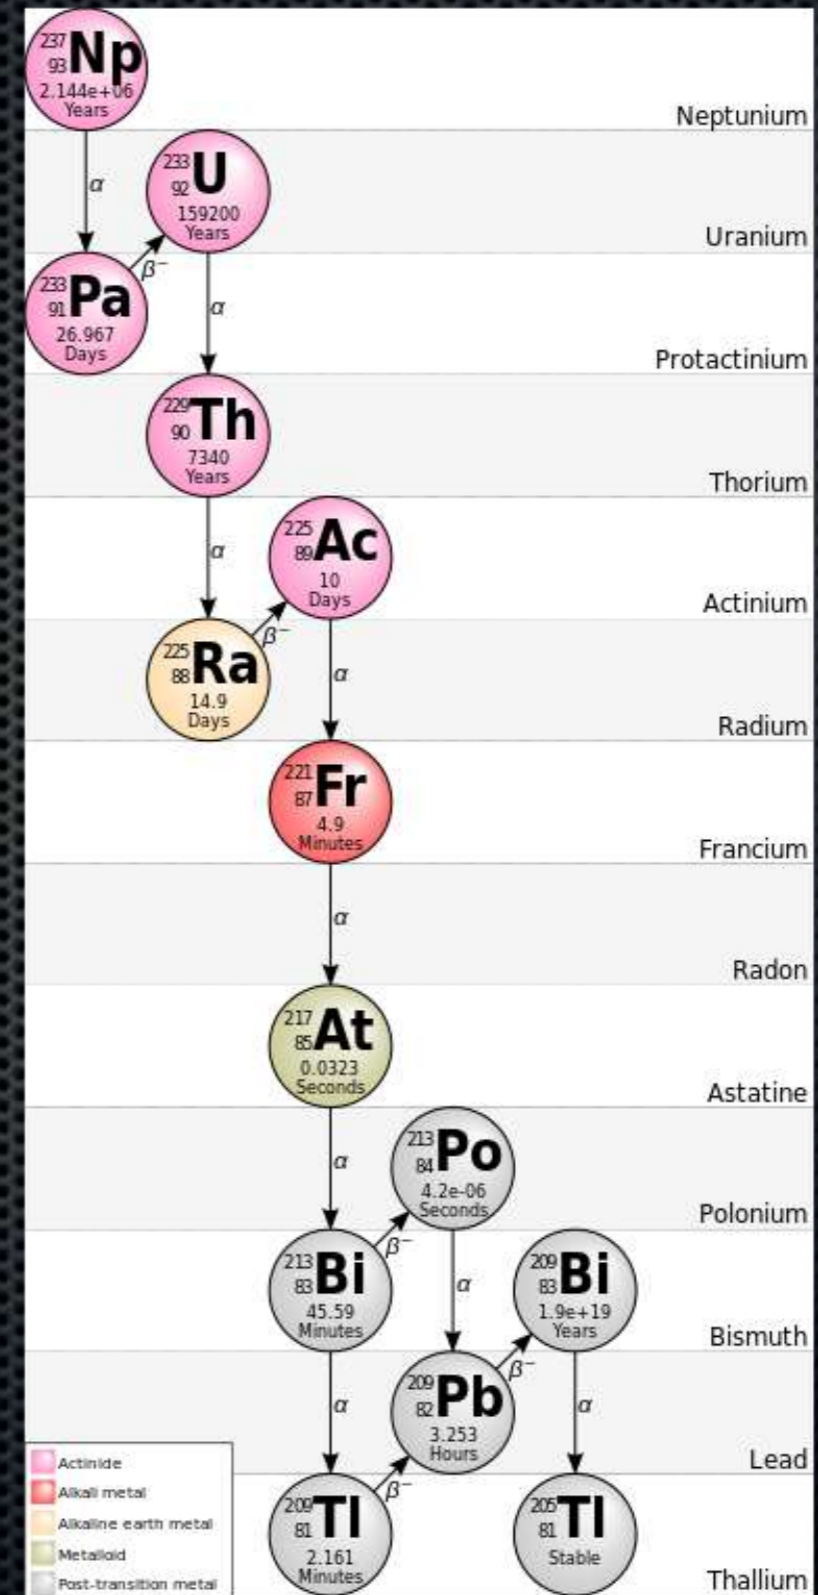 237
93 Np
2.144e+06
Years
Neptunium
α
233
92 U
159200
Years
Uranium
β⁻
233
91 Pa
26.967
Days
α
Protactinium
229
90 Th
7340
Years
Thorium
α
225
89 Ac
10
Days
Actinium
β⁻
225
88 Ra
14.9
Days
α
Radium
221
87 Fr
4.9
Minutes
Francium
α
Radon
217
85 At
0.0323
Seconds
Astatine
α
213
84 Po
4.2e-06
Seconds
Polonium
β⁻
213
83 Bi
45.59
Minutes
α
209
83 Bi
1.9e+19
Years
Bismuth
β⁻
α
209
82 Pb
3.253
Hours
α
Lead
β⁻
209
81 Tl
2.161
Minutes
205
81 Tl
Stable
Thallium
Actinide
Alkali metal
Alkaline earth metal
Metalloid
Post-transition metal